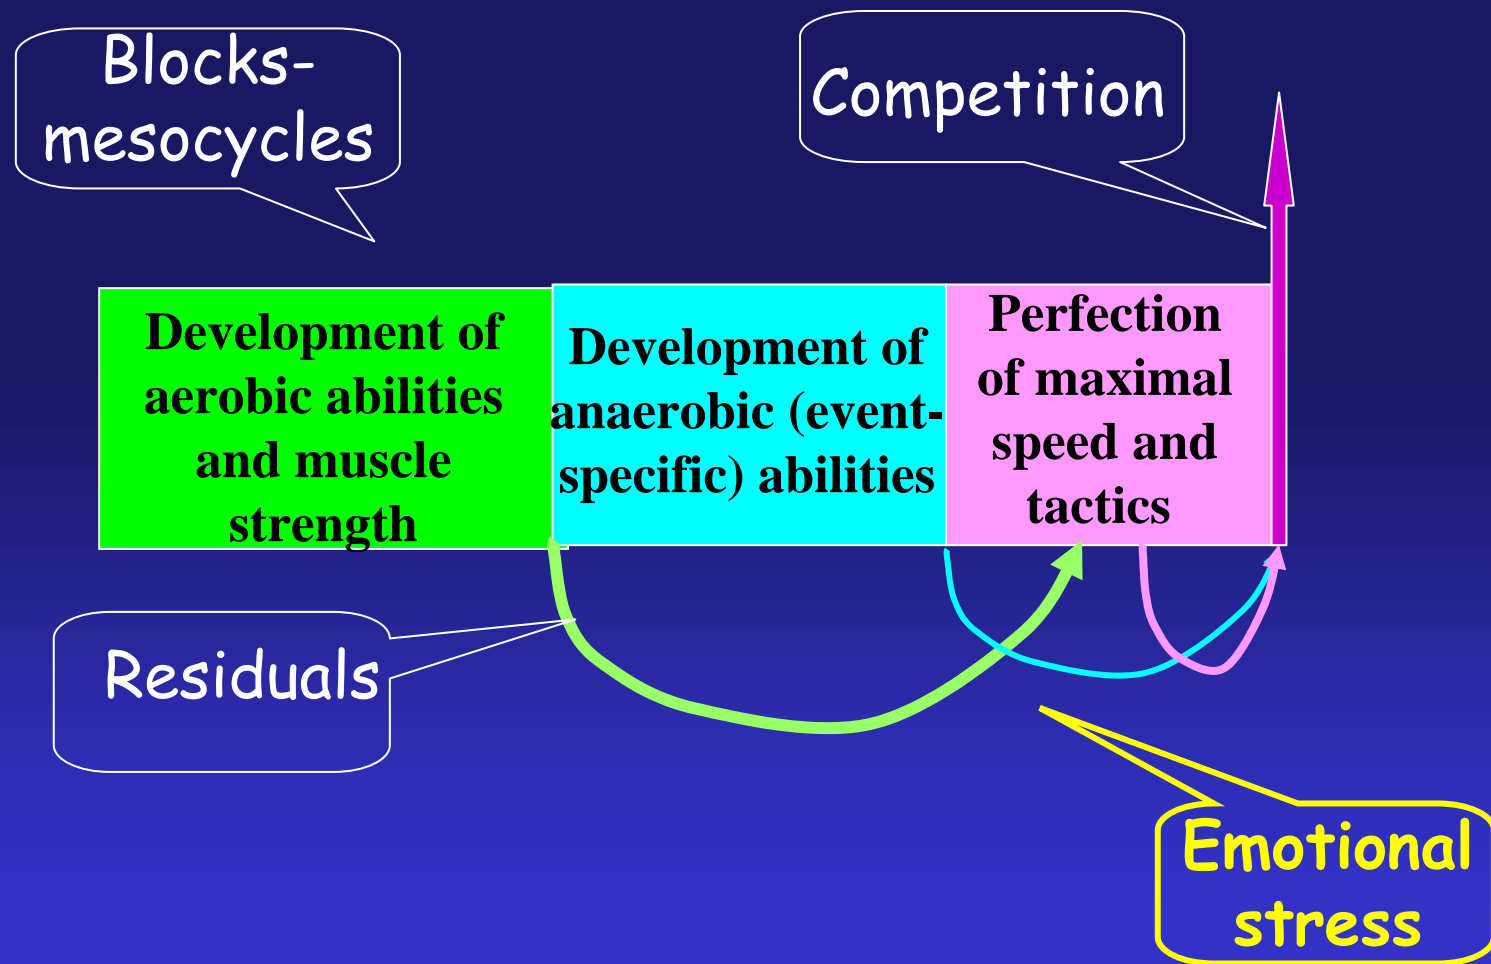 Blocks-
mesocycles
Competition
Development of
aerobic abilities
and muscle
strength
Development of
anaerobic (event-
specific) abilities
Perfection
of maximal
speed and
tactics
Residuals
Emotional
stress